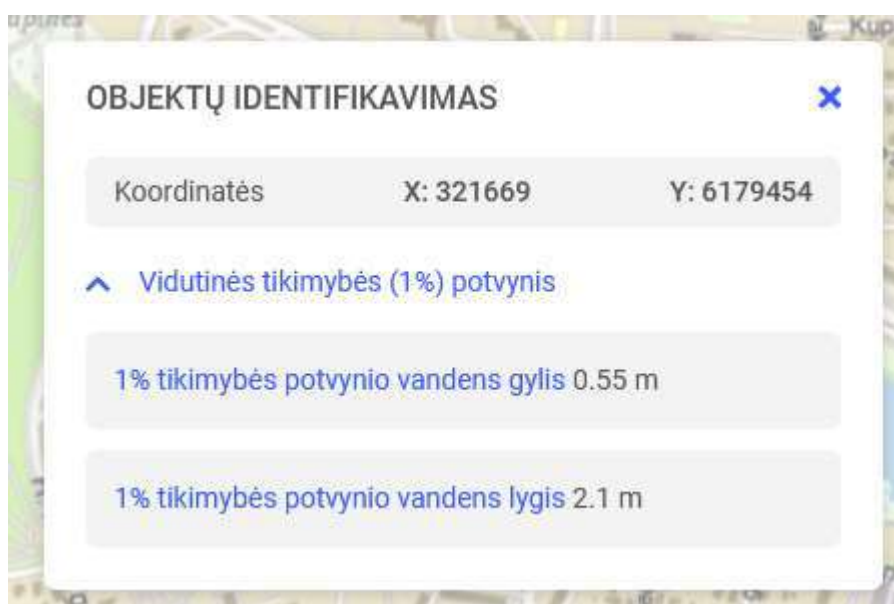 OBJEKTŲ IDENTIFIKAVIMAS
Koordinatės X: 321669 Y: 6179454
Vidutinės tikimybės (1%) potvynis
1% tikimybės potvynio vandens gylis 0.55 m
1% tikimybės potvynio vandens lygis 2.1 m